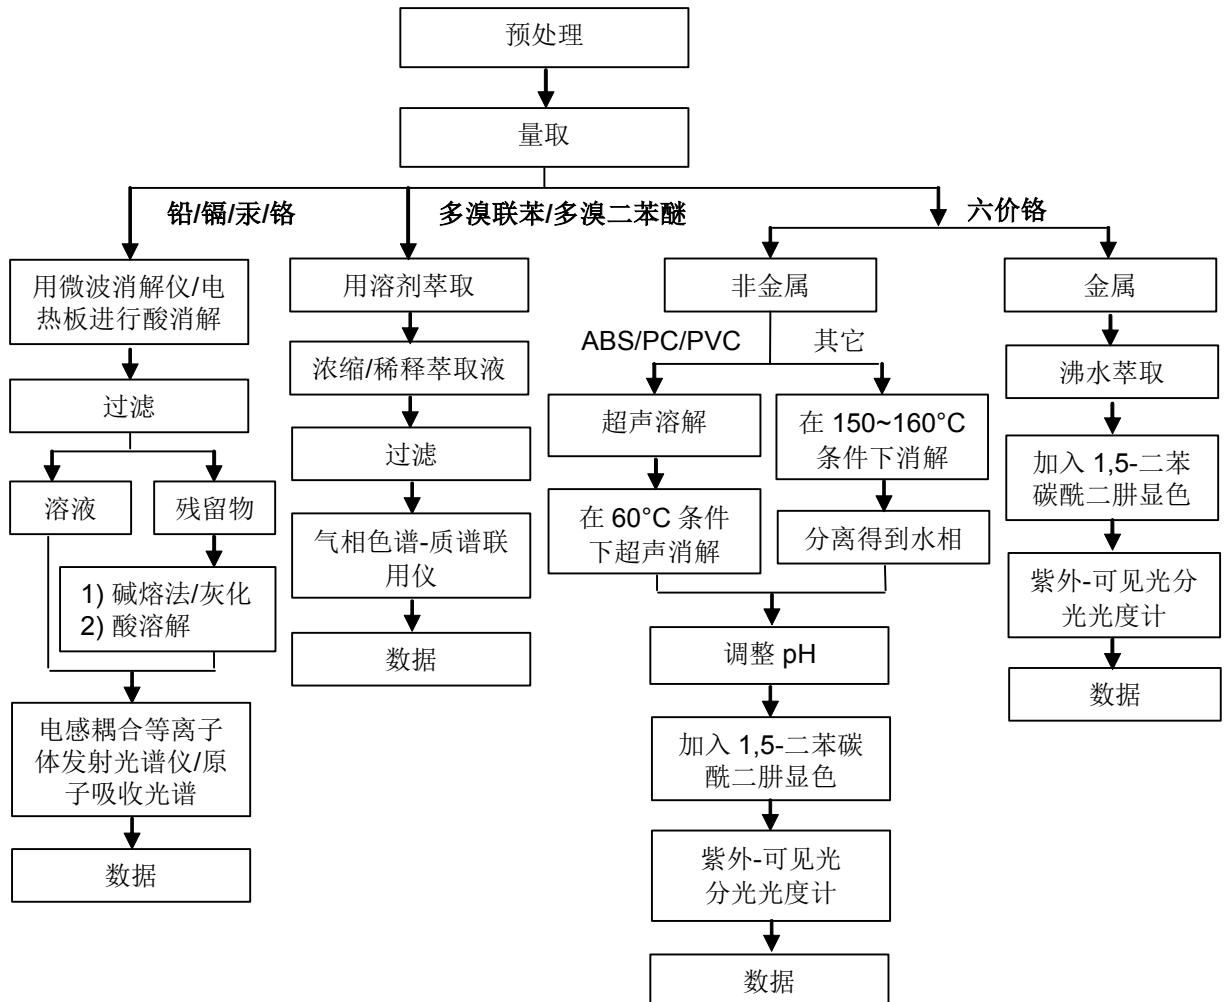 预处理
量取
铅/镉/汞/铬
多溴联苯/多溴二苯醚
六价铬
用微波消解仪/电
热板进行酸消解
过滤
溶液
残留物
1) 碱熔法/灰化
2) 酸溶解
电感耦合等离子
体发射光谱仪/原
子吸收光谱
数据
用溶剂萃取
浓缩/稀释萃取液
过滤
气相色谱-质谱联
用仪
数据
非金属
ABS/PC/PVC
其它
超声溶解
在 60°C 条件
下超声消解
在 150~160°C
条件下消解
分离得到水相
调整 pH
加入 1,5-二苯碳
酰二肼显色
紫外-可见光
分光光度计
数据
金属
沸水萃取
加入 1,5-二苯
碳酰二肼显色
紫外-可见光分
光光度计
数据